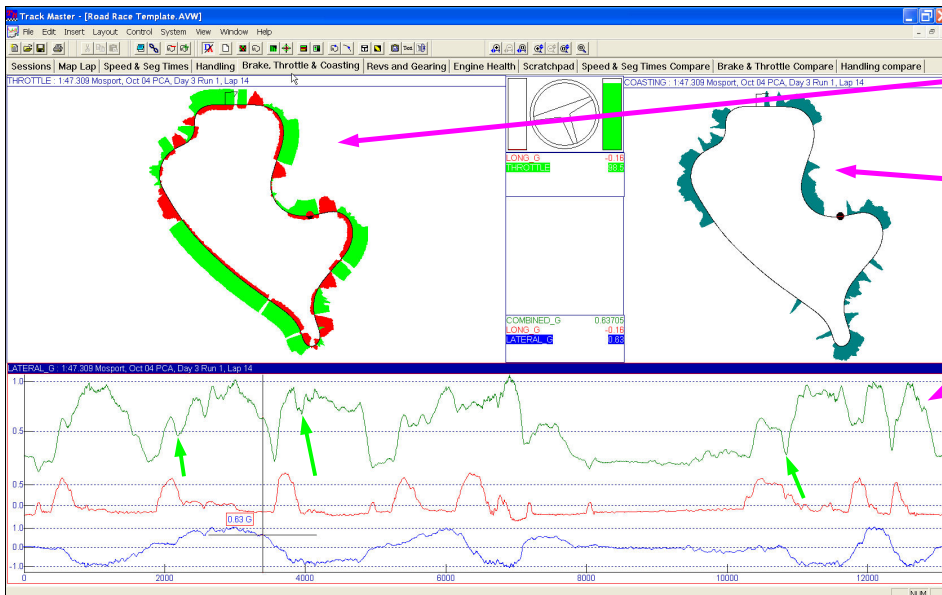 Track Master - [Road Race Template.AVW]
File Edit Insert Layout Control System View Window Help
Sessions Map Lap Speed & Seg Times Handling Brake, Throttle & Coasting Revs and Gearing Engine Health Scratchpad Speed & Seg Times Compare Brake & Throttle Compare Handling compare
THROTTLE : 1:47.309 Mosport, Oct 04 PCA, Day 3 Run 1, Lap 14
COASTING : 1:47.309 Mosport, Oct 04 PCA, Day 3 Run 1, Lap 14
LONG_G -0.16
THROTTLE
COMBINED_G 0.63705
LONG_G -0.16
LATERAL_G 0.63
LATERAL_G : 1:47.309 Mosport, Oct 04 PCA, Day 3 Run 1, Lap 14
1.0
0.5
0.5
0.0
0.63 G
1.0
0.0
-1.0
0 2000 4000 6000 8000 10000 12000
NUM